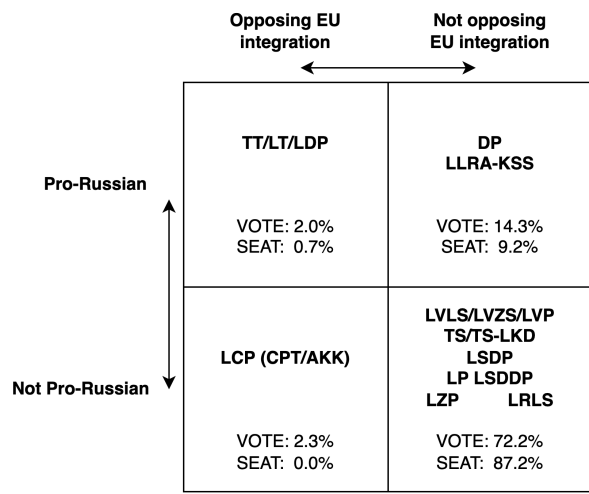 Opposing EU
integration
Not opposing
EU integration
Pro-Russian
TT/LT/LDP
VOTE: 2.0%
SEAT: 0.7%
DP
LLRA-KSS
VOTE: 14.3%
SEAT: 9.2%
Not Pro-Russian
LCP (CPT/AKK)
VOTE: 2.3%
SEAT: 0.0%
LVLS/LVZS/LVP
TS/TS-LKD
LSDP
LP LSDDP
LZP LRLS
VOTE: 72.2%
SEAT: 87.2%